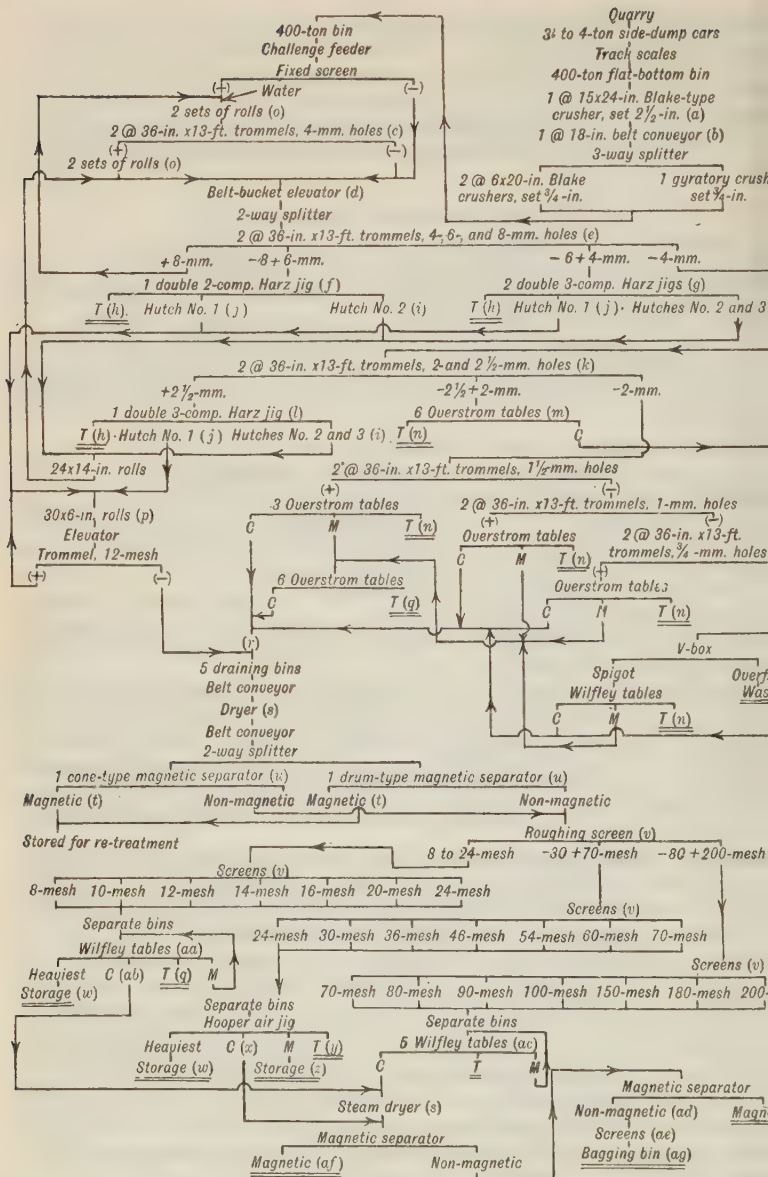 Quarry
3½ to 4-ton side-dump cars
Track scales
400-ton flat-bottom bin
1 @ 15x24-in. Blake-type
crusher, set 2½-in. (a)
1 @ 18-in. belt conveyor (b)
3-way splitter
2 @ 6x20-in. Blake
crushers, set ¾-in.
1 gyratory crush
set ¾-in.
400-ton bin
Challenge feeder
Fixed screen
(+) (-)
Water
2 sets of rolls (o)
2 @ 36-in. x13-ft. trommels, 4-mm. holes (c)
(+) (-)
2 sets of rolls (o)
Belt-bucket elevator (d)
2-way splitter
2 @ 36-in. x13-ft. trommels, 4-, 6-, and 8-mm. holes (e)
+8-mm. -8+6-mm. -6+4-mm. -4-mm.
1 double 2-comp. Harz jig (f) 2 double 3-comp. Harz jigs (g)
T(h). Hutch No. 1 (j) Hutch No. 2 (i) T(h) Hutch No. 1 (j) · Hutches No. 2 and 3
2 @ 36-in. x13-ft. trommels, 2-and 2½-mm. holes (k)
+2½-mm. -2½+2-mm. -2-mm.
1 double 3-comp. Harz jig (l) 6 Overstrom tables (m)
T(h) · Hutch No. 1 (j) Hutches No. 2 and 3 (i) T(n) C
24x14-in. rolls
2 @ 36-in. x13-ft. trommels, 1½-mm. holes
(+) (-)
30x6-in. rolls (p)
Elevator
Trommel, 12-mesh
(+) (-)
3 Overstrom tables
C M T(n)
2 @ 36-in. x13-ft. trommels, 1-mm. holes
(+) (-)
Overstrom tables
C M T(n)
2 @ 36-in. x13-ft.
trommels, ¾-mm. holes
(+)
6 Overstrom tables
C T(q)
Overstrom tables
C M T(n)
(r)
V-box
Spigot Overf
Wilfley tables Was
C M T(n)
5 draining bins
Belt conveyor
Dryer (s)
Belt conveyor
2-way splitter
1 cone-type magnetic separator (u) 1 drum-type magnetic separator (u)
Magnetic (t) Non-magnetic Magnetic (t) Non-magnetic
Stored for re-treatment
Roughing screen (v)
8 to 24-mesh -30+70-mesh -80+200-mesh
Screens (v)
8-mesh 10-mesh 12-mesh 14-mesh 16-mesh 20-mesh 24-mesh
Separate bins
Wilfley tables (aa)
Heaviest C (ab) T(q) M
Storage (w)
Screens (v)
24-mesh 30-mesh 36-mesh 46-mesh 54-mesh 60-mesh 70-mesh
Separate bins
Hooper air jig
Heaviest C (x) M T(y)
Storage (w) Storage (z)
Screens (v)
70-mesh 80-mesh 90-mesh 100-mesh 150-mesh 180-mesh 200-
Separate bins
5 Wilfley tables (ac)
C T M
Steam dryer (s)
Magnetic separator
Magnetic (af) Non-magnetic
Magnetic separator
Non-magnetic (ad) Magn
Screens (ae)
Bagging bin (ag)